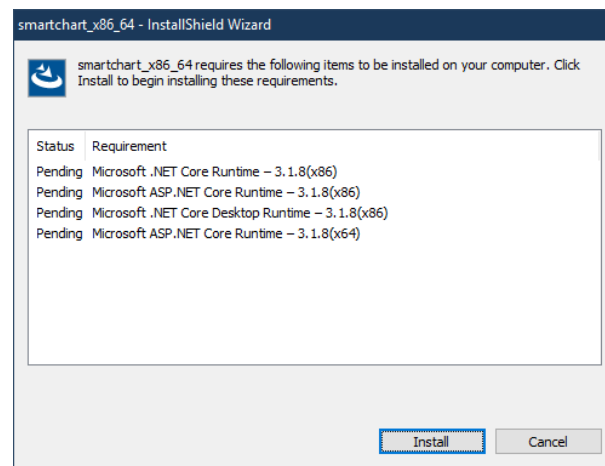 smartchart_x86_64 - InstallShield Wizard
smartchart_x86_64 requires the following items to be installed on your computer. Click
Install to begin installing these requirements.
Status Requirement
Pending Microsoft .NET Core Runtime – 3.1.8(x86)
Pending Microsoft ASP.NET Core Runtime – 3.1.8(x86)
Pending Microsoft .NET Core Desktop Runtime – 3.1.8(x86)
Pending Microsoft ASP.NET Core Runtime – 3.1.8(x64)
Install Cancel